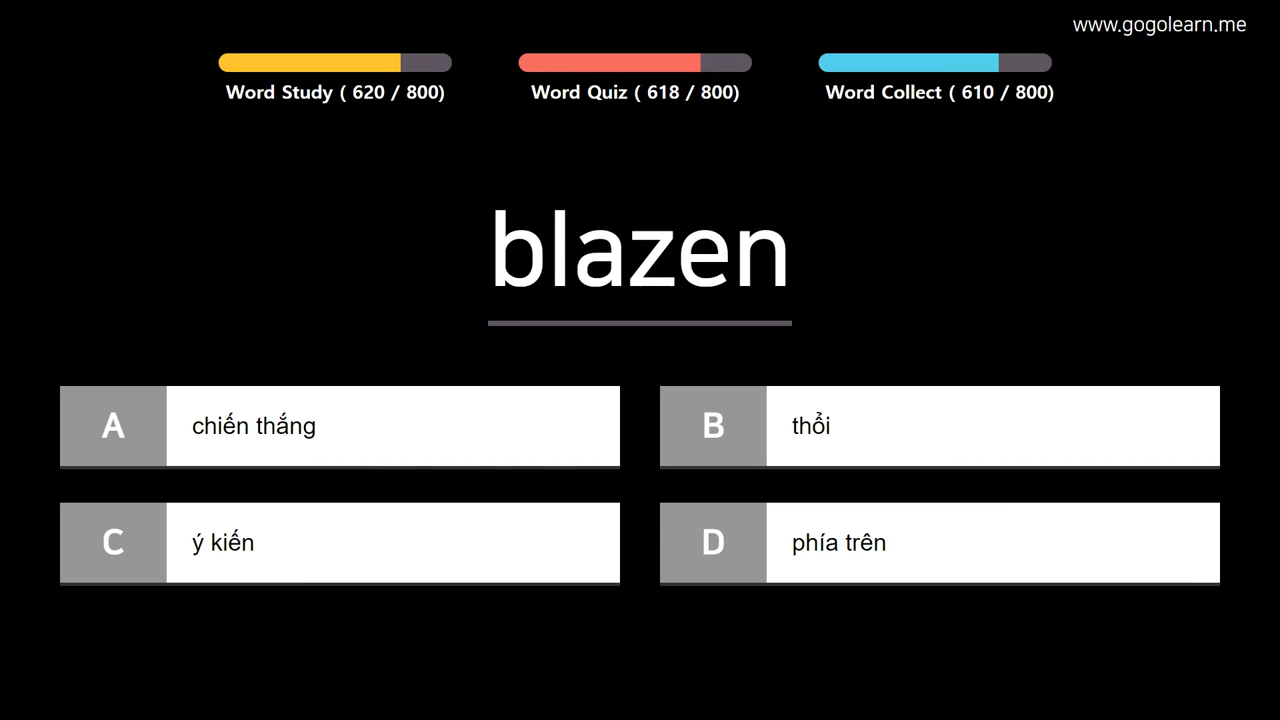 www.gogolearn.me
Word Study ( 620 / 800)
Word Quiz ( 618 / 800)
Word Collect ( 610 / 800)
blazen
A chiến thắng
B thổi
C ý kiến
D phía trên